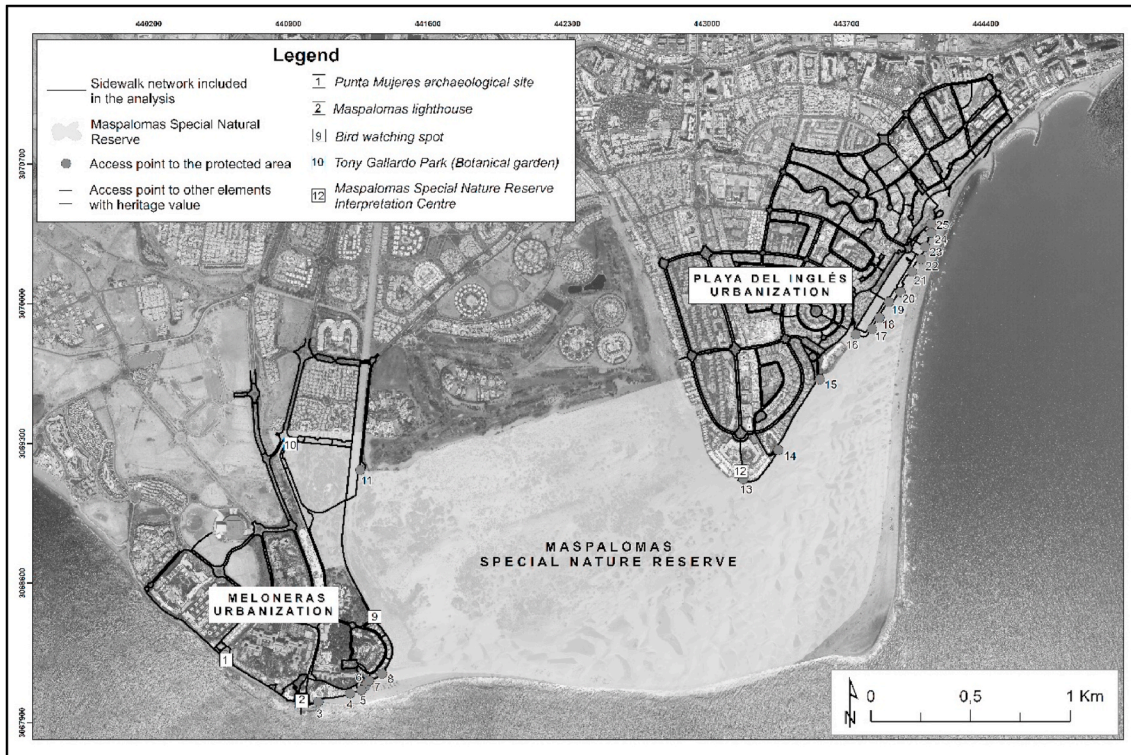 440200 440900 441600 442300 443000 443700 444400
Legend
Sidewalk network included
in the analysis
Maspalomas Special Natural
Reserve
Access point to the protected area
Access point to other elements
with heritage value
1 Punta Mujeres archaeological site
2 Maspalomas lighthouse
9 Bird watching spot
10 Tony Gallardo Park (Botanical garden)
12 Maspalomas Special Nature Reserve
Interpretation Centre
3070700
3070000
3069300
3068600
3067900
25
24
23
22
21
20
19
18
17
16
15
14
12
13
PLAYA DEL INGLÉS
URBANIZATION
10
11
MASPALOMAS
SPECIAL NATURE RESERVE
MELONERAS
URBANIZATION
9
1
8
6
7
5
4
2
3
N
0 0,5 1 Km